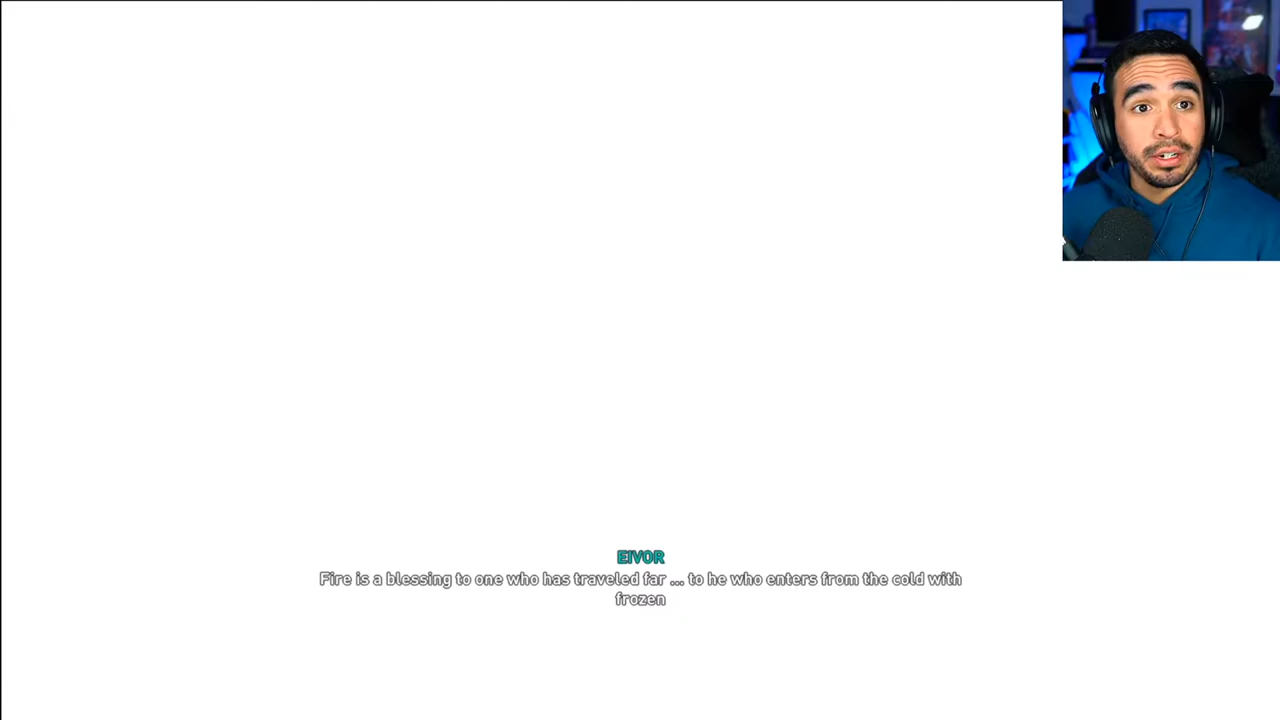 EIVOR
Fire is a blessing to one who has traveled far ... to he who enters from the cold with
frozen